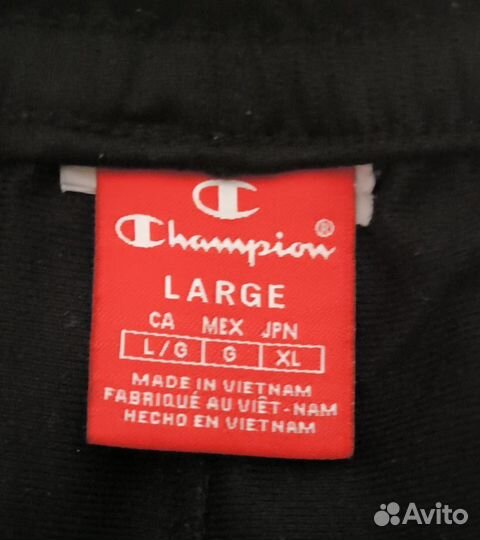 Champion®
LARGE
CA MEX JPN
L/G G XL
MADE IN VIETNAM
FABRIQUÉ AU VIÊT-NAM
HECHO EN VIETNAM
Avito